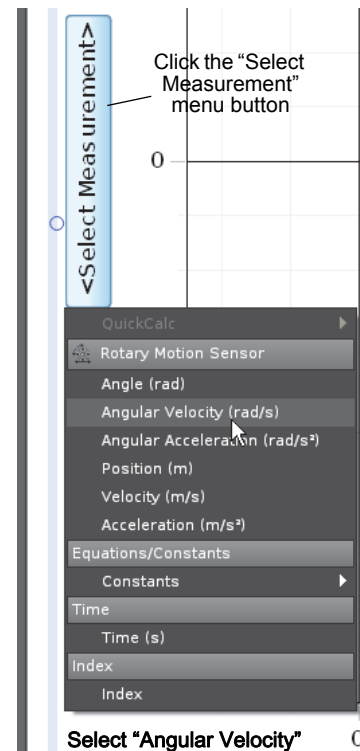 <Select Measurement>
Click the “Select
Measurement”
menu button
0
QuickCalc
Rotary Motion Sensor
Angle (rad)
Angular Velocity (rad/s)
Angular Acceleration (rad/s²)
Position (m)
Velocity (m/s)
Acceleration (m/s²)
Equations/Constants
Constants
Time
Time (s)
Index
Index
Select “Angular Velocity”